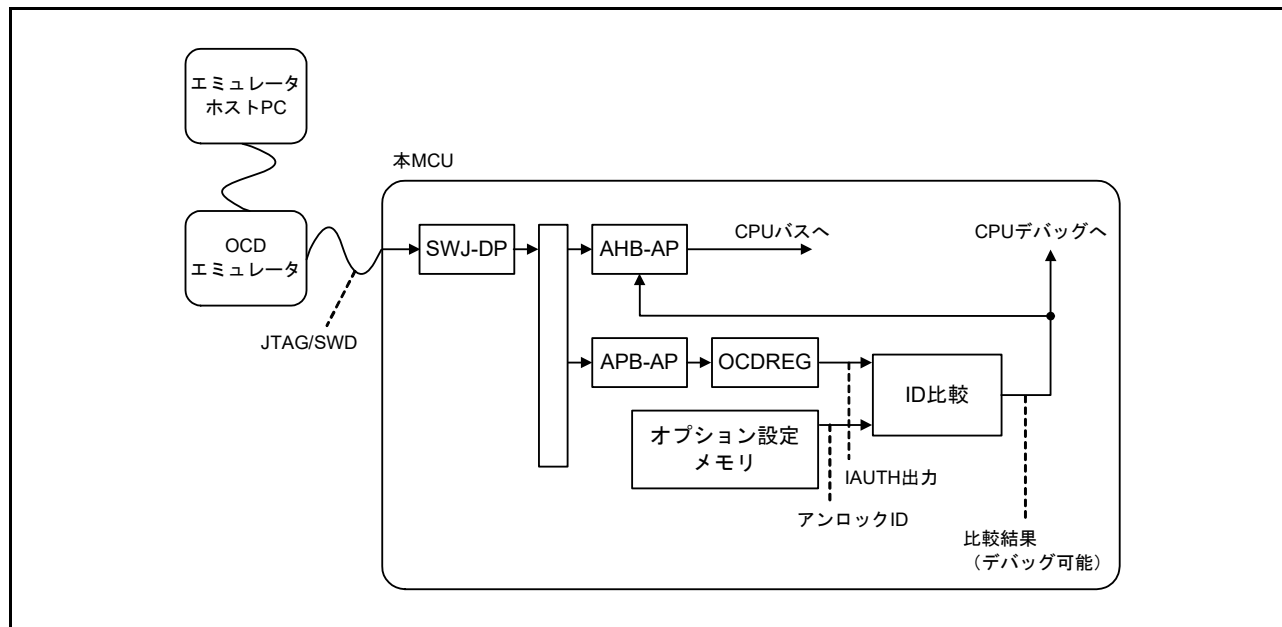 エミュレータ
ホストPC
本MCU
OCD
エミュレータ
JTAG/SWD
SWJ-DP
AHB-AP
CPUバスへ
CPUデバッグへ
APB-AP
OCDREG
ID比較
オプション設定
メモリ
IAUTH出力
アンロックID
比較結果
（デバッグ可能）